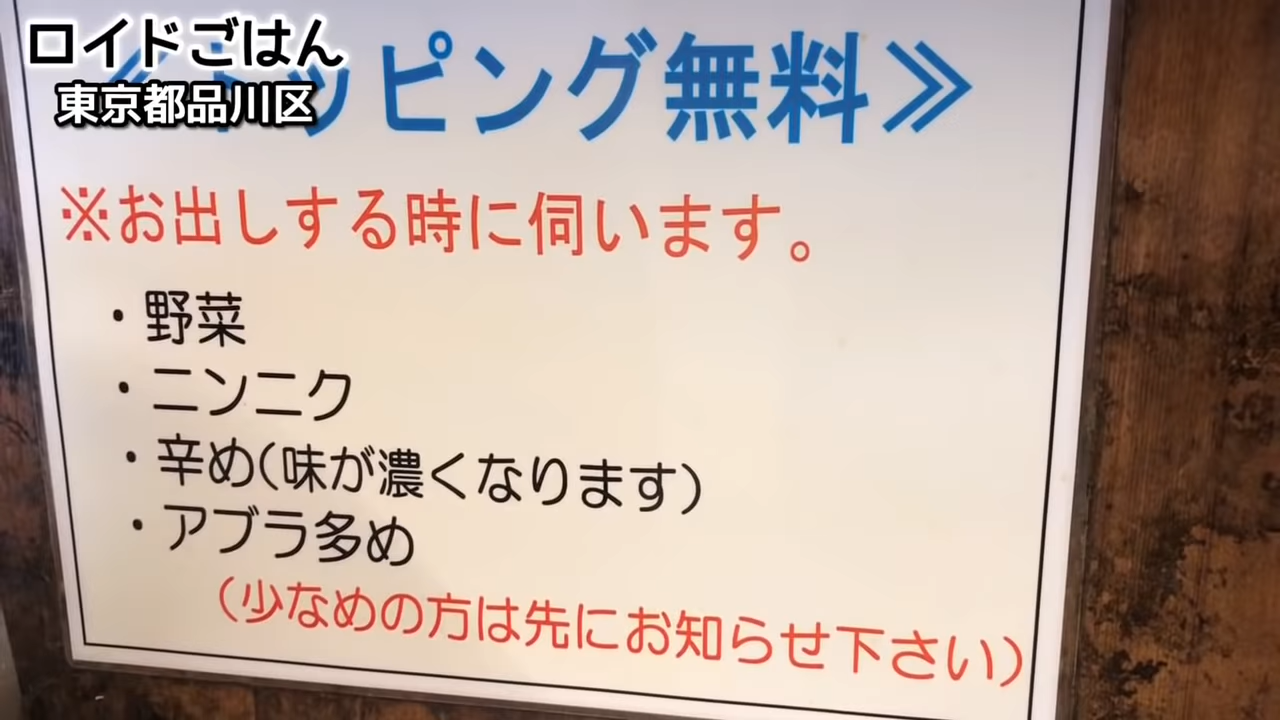 ロイドごはん
東京都品川区
トッピング無料≫
※お出しする時に伺います。
・野菜
・ニンニク
・辛め(味が濃くなります)
・アブラ多め
(少なめの方は先にお知らせ下さい)